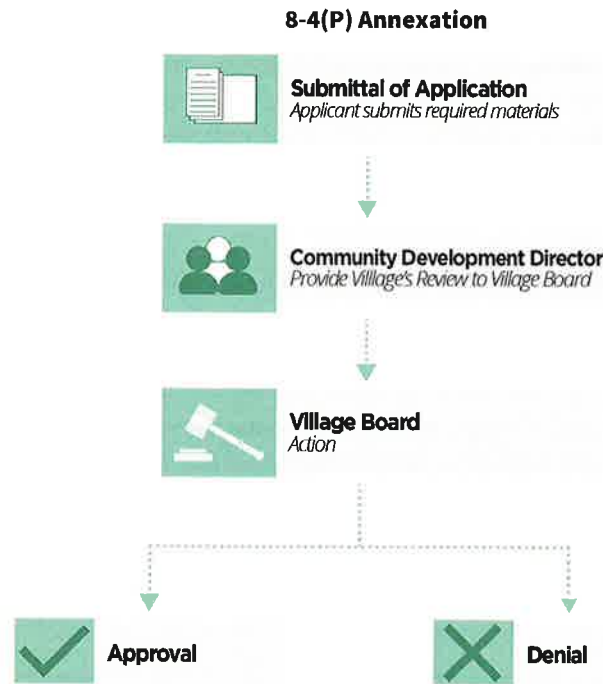 8-4(P) Annexation
Submittal of Application
Applicant submits required materials
Community Development Director
Provide Villlage's Review to Village Board
Village Board
Action
Approval
Denial